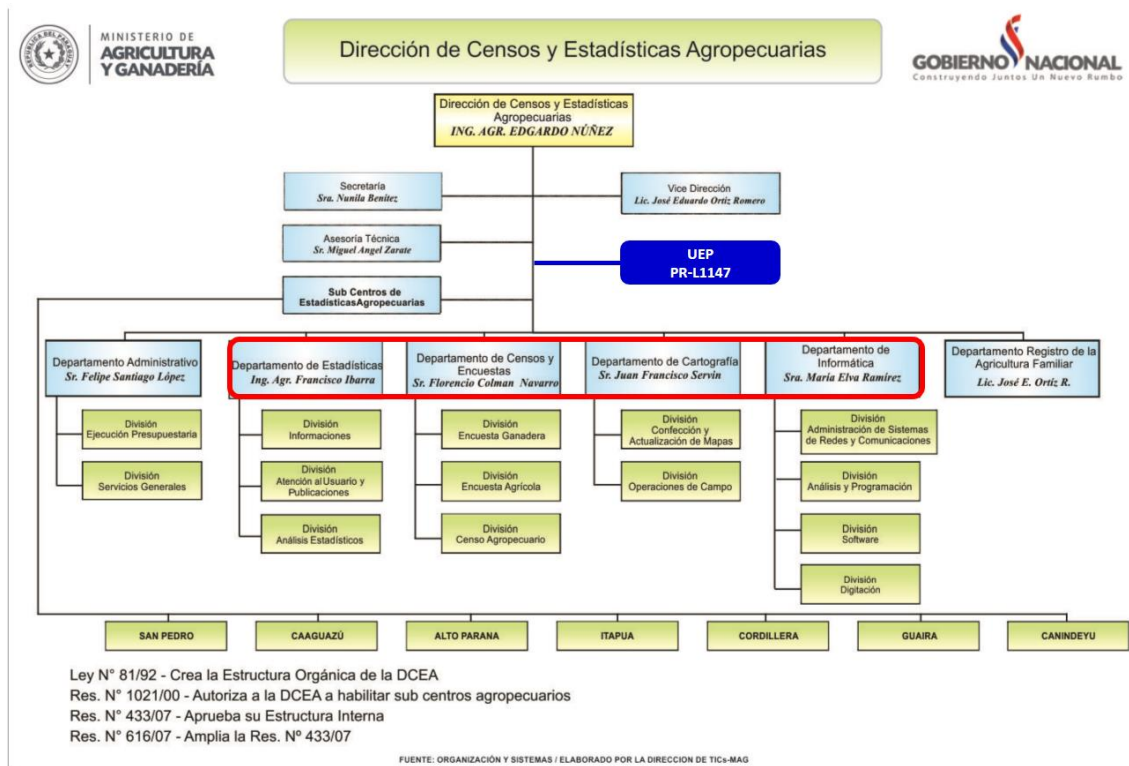 REPÚBLICA DEL PARAGUAY
MINISTERIO DE
AGRICULTURA
Y GANADERÍA
Dirección de Censos y Estadísticas Agropecuarias
GOBIERNO NACIONAL
Construyendo Juntos Un Nuevo Rumbo
Dirección de Censos y Estadísticas
Agropecuarias
ING. AGR. EDGARDO NÚÑEZ
Secretaría
Sra. Nunila Benitez
Vice Dirección
Lic. José Eduardo Ortiz Romero
Asesoría Técnica
Sr. Miguel Angel Zarate
UEP
PR-L1147
Sub Centros de
EstadísticasAgropecuarias
Departamento Administrativo
Sr. Felipe Santiago López
Departamento de Estadísticas
Ing. Agr. Francisco Ibarra
Departamento de Censos y
Encuestas
Sr. Florencio Colman Navarro
Departamento de Cartografía
Sr. Juan Francisco Servin
Departamento de
Informática
Sra. María Elva Ramírez
Departamento Registro de la
Agricultura Familiar
Lic. José E. Ortiz R.
División
Ejecución Presupuestaria
División
Servicios Generales
División
Informaciones
División
Atención al Usuario y
Publicaciones
División
Análisis Estadísticos
División
Encuesta Ganadera
División
Encuesta Agrícola
División
Censo Agropecuario
División
Confección y
Actualización de Mapas
División
Operaciones de Campo
División
Administración de Sistemas
de Redes y Comunicaciones
División
Análisis y Programación
División
Software
División
Digitación
SAN PEDRO
CAAGUAZÚ
ALTO PARANA
ITAPUA
CORDILLERA
GUAIRA
CANINDEYU
Ley N° 81/92 - Crea la Estructura Orgánica de la DCEA
Res. N° 1021/00 - Autoriza a la DCEA a habilitar sub centros agropecuarios
Res. N° 433/07 - Aprueba su Estructura Interna
Res. N° 616/07 - Amplia la Res. Nº 433/07
FUENTE: ORGANIZACIÓN Y SISTEMAS / ELABORADO POR LA DIRECCION DE TICs-MAG